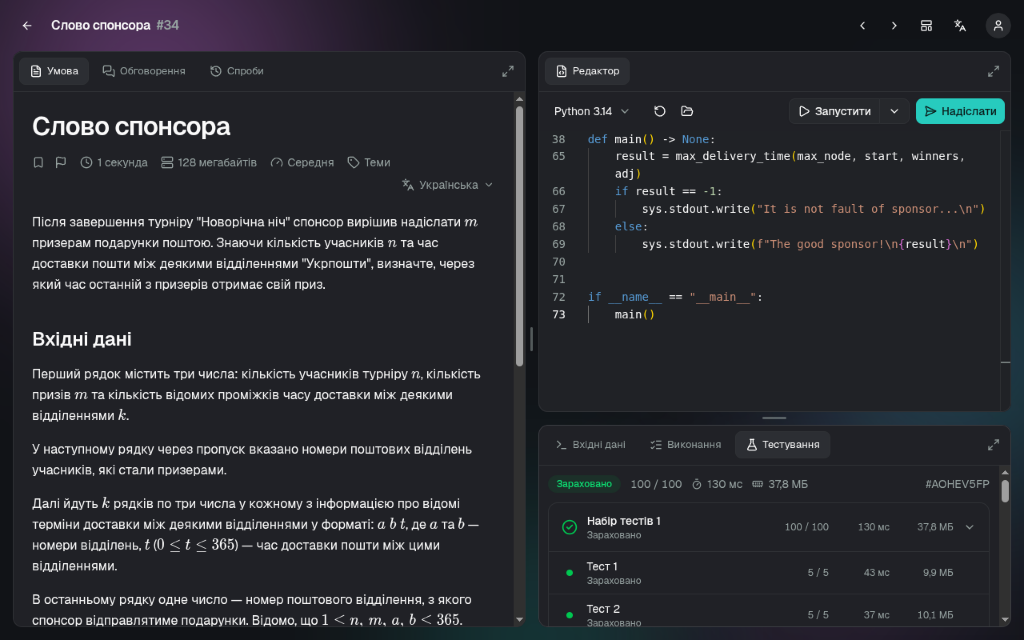 Слово спонсора #34
Умова Обговорення Спроби
Слово спонсора
1 секунда 128 мегабайтів Середня Теми
Українська
Після завершення турніру "Новорічна ніч" спонсор вирішив надіслати m
призерам подарунки поштою. Знаючи кількість учасників n та час
доставки пошти між деякими відділеннями "Укрпошти", визначте, через
який час останній з призерів отримає свій приз.
Вхідні дані
Перший рядок містить три числа: кількість учасників турніру n, кількість
призів m та кількість відомих проміжків часу доставки між деякими
відділеннями k.
У наступному рядку через пропуск вказано номери поштових відділень
учасників, які стали призерами.
Далі йдуть k рядків по три числа у кожному з інформацією про відомі
терміни доставки між деякими відділеннями у форматі: a b t, де a та b —
номери відділень, t (0 ≤ t ≤ 365) — час доставки пошти між цими
відділеннями.
В останньому рядку одне число — номер поштового відділення, з якого
спонсор відправлятиме подарунки. Відомо, що 1 < n, m, a, b < 365.
Редактор
Python 3.14 Запустити Надіслати
38 def main() -> None:
65 result = max_delivery_time(max_node, start, winners,
adj)
66 if result == -1:
67 sys.stdout.write("It is not fault of sponsor...\n")
68 else:
69 sys.stdout.write(f"The good sponsor!\n{result}\n")
70
71
72 if __name__ == "__main__":
73 main()
Вхідні дані Виконання Тестування
Зараховано 100 / 100 130 мс 37,8 МБ #AOHEV5FP
Набір тестів 1 100 / 100 130 мс 37,8 МБ
Зараховано
Тест 1 5 / 5 43 мс 9,9 МБ
Зараховано
Тест 2 5 / 5 37 мс 10,1 МБ
Зараховано